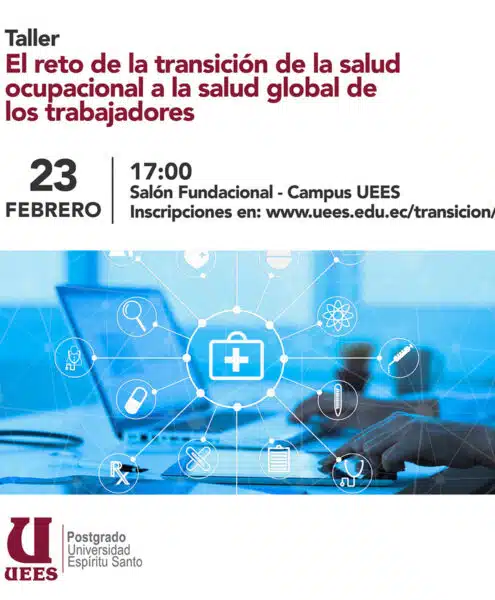 Taller
El reto de la transición de la salud
ocupacional a la salud global de
los trabajadores
23
FEBRERO
17:00
Salón Fundacional - Campus UEES
Inscripciones en: www.uees.edu.ec/transicion/
Rx
U
UEES
Postgrado
Universidad
Espíritu Santo